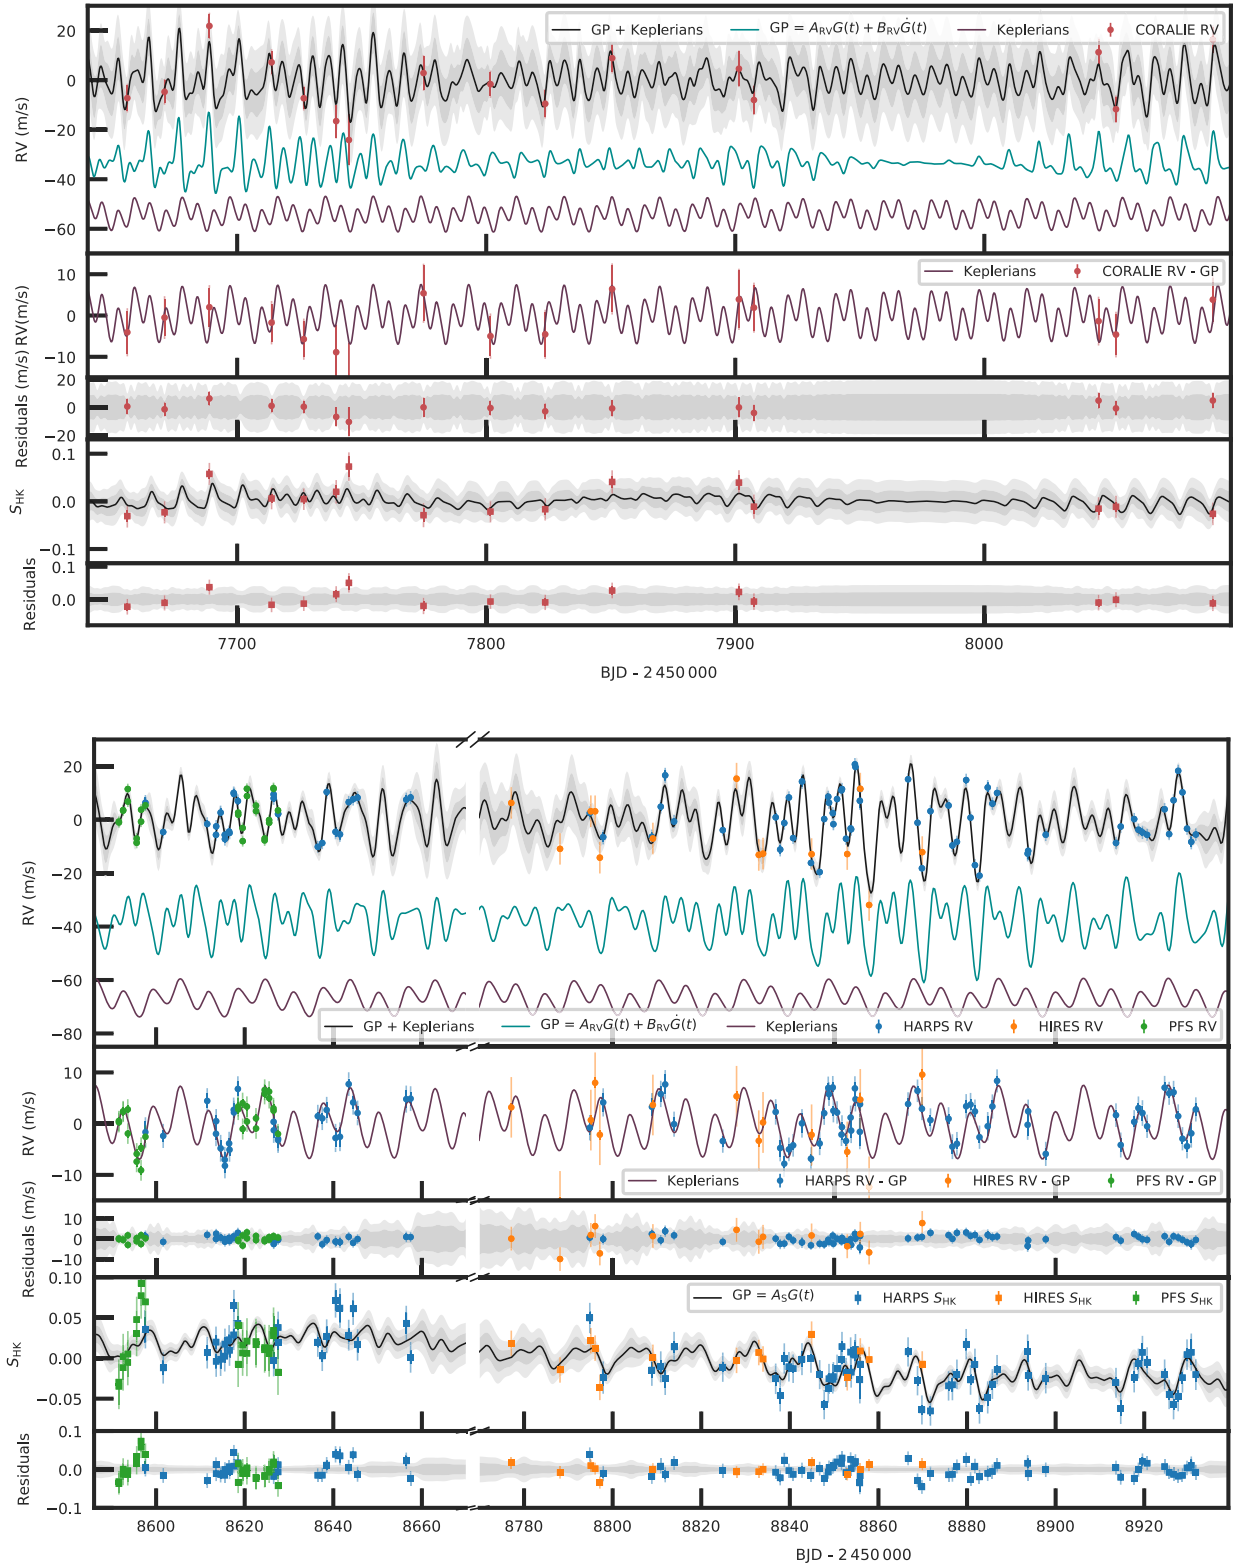 GP + Keplerians GP = A_RV G(t) + B_RV Ġ(t) Keplerians CORALIE RV
20
0
−20
−40
−60
RV (m/s)
Keplerians CORALIE RV - GP
10
0
−10
RV(m/s)
20
0
−20
Residuals (m/s)
0.1
0.0
−0.1
S_HK
0.1
0.0
Residuals
7700 7800 7900 8000
BJD - 2 450 000
20
0
−20
−40
−60
−80
RV (m/s)
GP + Keplerians GP = A_RV G(t) + B_RV Ġ(t) Keplerians HARPS RV HIRES RV PFS RV
10
0
−10
RV (m/s)
Keplerians HARPS RV - GP HIRES RV - GP PFS RV - GP
10
0
−10
Residuals (m/s)
GP = A_S G(t) HARPS S_HK HIRES S_HK PFS S_HK
0.10
0.05
0.00
−0.05
S_HK
0.1
0.0
−0.1
Residuals
8600 8620 8640 8660 8780 8800 8820 8840 8860 8880 8900 8920
BJD - 2 450 000